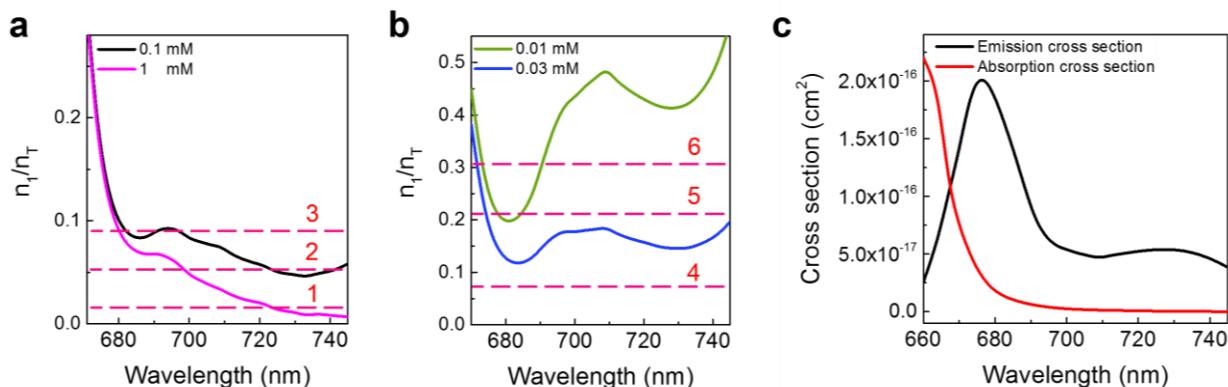 a
0.1 mM
1 mM
n₁/nT
0.2
0.1
0.0
3
2
1
680 700 720 740
Wavelength (nm)
b
0.01 mM
0.03 mM
n₁/nT
0.5
0.4
0.3
0.2
0.1
0.0
6
5
4
680 700 720 740
Wavelength (nm)
c
Emission cross section
Absorption cross section
Cross section (cm²)
2.0x10⁻¹⁶
1.5x10⁻¹⁶
1.0x10⁻¹⁶
5.0x10⁻¹⁷
0.0
660 680 700 720 740
Wavelength (nm)